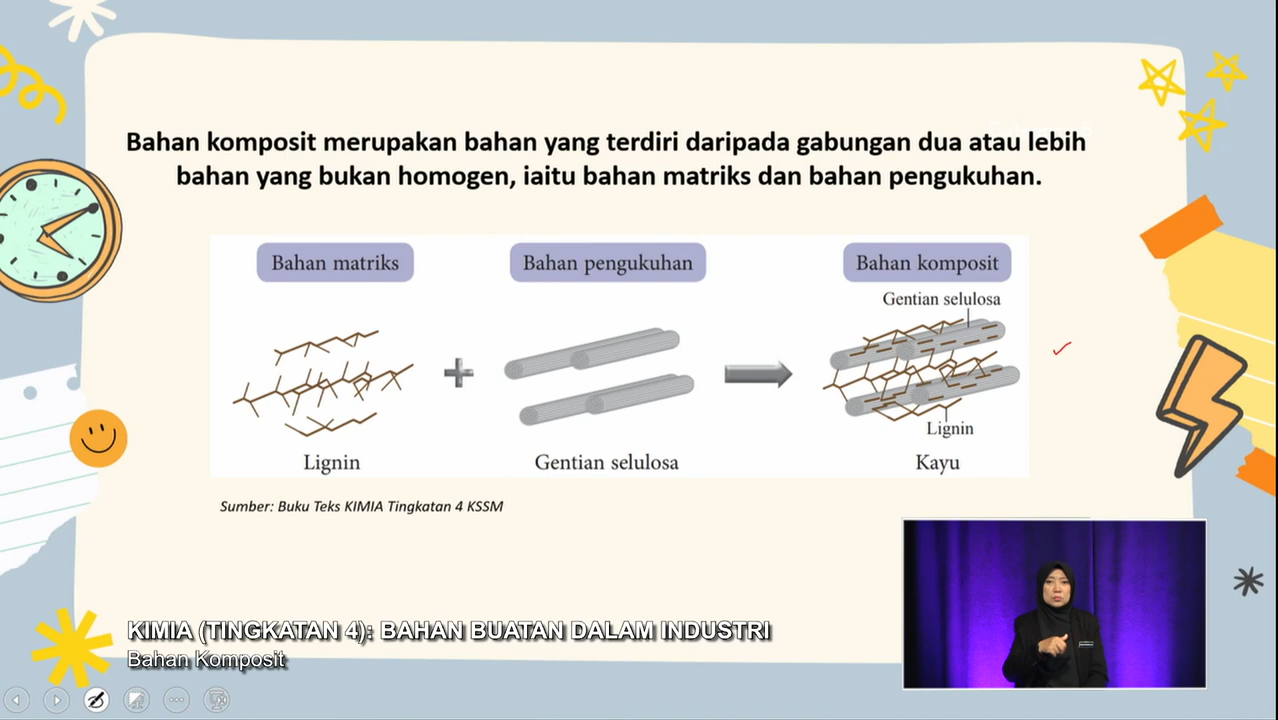 Bahan komposit merupakan bahan yang terdiri daripada gabungan dua atau lebih
bahan yang bukan homogen, iaitu bahan matriks dan bahan pengukuhan.
Bahan matriks
Bahan pengukuhan
Bahan komposit
Gentian selulosa
Lignin
Lignin
Gentian selulosa
Kayu
Sumber: Buku Teks KIMIA Tingkatan 4 KSSM
KIMIA (TINGKATAN 4): BAHAN BUATAN DALAM INDUSTRI
Bahan Komposit